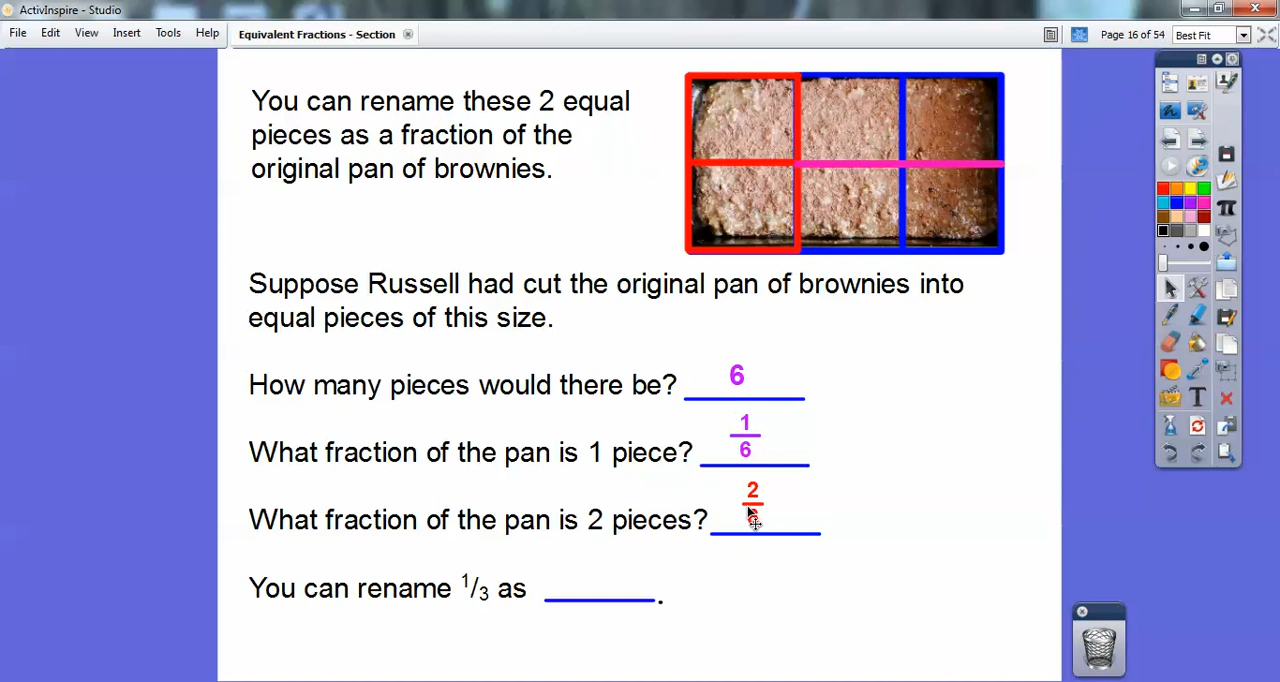 ActivInspire - Studio
File Edit View Insert Tools Help
Equivalent Fractions - Section
Page 16 of 54
Best Fit
You can rename these 2 equal
pieces as a fraction of the
original pan of brownies.
Suppose Russell had cut the original pan of brownies into
equal pieces of this size.
How many pieces would there be? 6
What fraction of the pan is 1 piece? 1/6
What fraction of the pan is 2 pieces? 2/
You can rename 1/3 as ______.